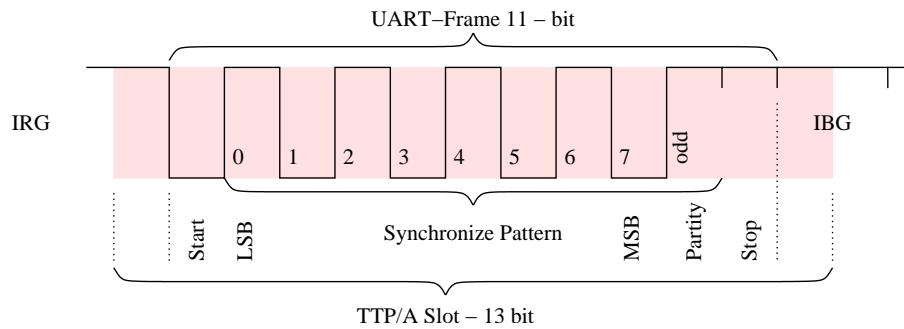 UART–Frame 11 – bit
IRG
IBG
0 1 2 3 4 5 6 7 odd
Start LSB Synchronize Pattern MSB Partity Stop
TTP/A Slot – 13 bit